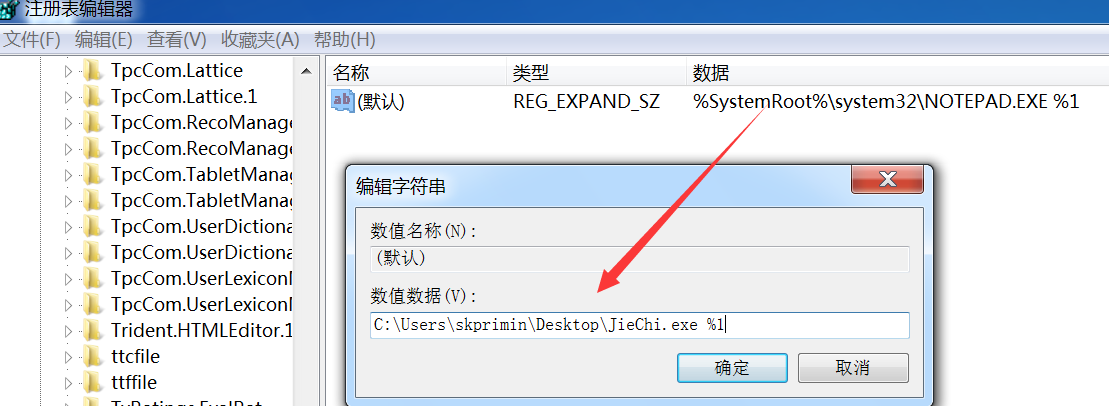 注册表编辑器
文件(F) 编辑(E) 查看(V) 收藏夹(A) 帮助(H)
TpcCom.Lattice
TpcCom.Lattice.1
TpcCom.RecoManage
TpcCom.RecoManage
TpcCom.TabletManag
TpcCom.TabletManag
TpcCom.UserDictiona
TpcCom.UserDictiona
TpcCom.UserLexiconM
TpcCom.UserLexiconM
Trident.HTMLEditor.1
ttcfile
ttffile
名称 类型 数据
ab (默认) REG_EXPAND_SZ %SystemRoot%\system32\NOTEPAD.EXE %1
编辑字符串
数值名称(N):
(默认)
数值数据(V):
C:\Users\skprimin\Desktop\JieChi.exe %1
确定 取消